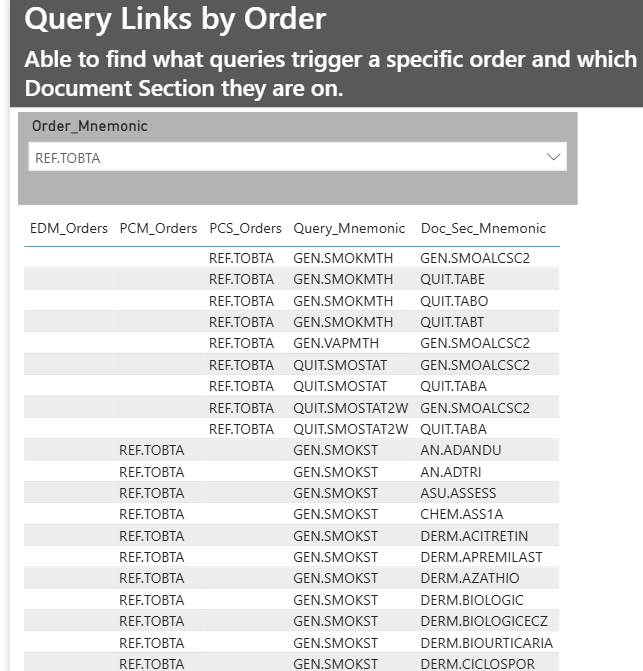 Query Links by Order
Able to find what queries trigger a specific order and which
Document Section they are on.
Order_Mnemonic
REF.TOBTA
EDM_Orders PCM_Orders PCS_Orders Query_Mnemonic Doc_Sec_Mnemonic
REF.TOBTA GEN.SMOKMTH GEN.SMOALCSC2
REF.TOBTA GEN.SMOKMTH QUIT.TABE
REF.TOBTA GEN.SMOKMTH QUIT.TABO
REF.TOBTA GEN.SMOKMTH QUIT.TABT
REF.TOBTA GEN.VAPMTH GEN.SMOALCSC2
REF.TOBTA QUIT.SMOSTAT GEN.SMOALCSC2
REF.TOBTA QUIT.SMOSTAT QUIT.TABA
REF.TOBTA QUIT.SMOSTAT2W GEN.SMOALCSC2
REF.TOBTA QUIT.SMOSTAT2W QUIT.TABA
REF.TOBTA GEN.SMOKST AN.ADANDU
REF.TOBTA GEN.SMOKST AN.ADTRI
REF.TOBTA GEN.SMOKST ASU.ASSESS
REF.TOBTA GEN.SMOKST CHEM.ASS1A
REF.TOBTA GEN.SMOKST DERM.ACITRETIN
REF.TOBTA GEN.SMOKST DERM.APREMILAST
REF.TOBTA GEN.SMOKST DERM.AZATHIO
REF.TOBTA GEN.SMOKST DERM.BIOLOGIC
REF.TOBTA GEN.SMOKST DERM.BIOLOGICECZ
REF.TOBTA GEN.SMOKST DERM.BIOURTICARIA
REF.TOBTA GEN.SMOKST DERM.CICLOSPOR